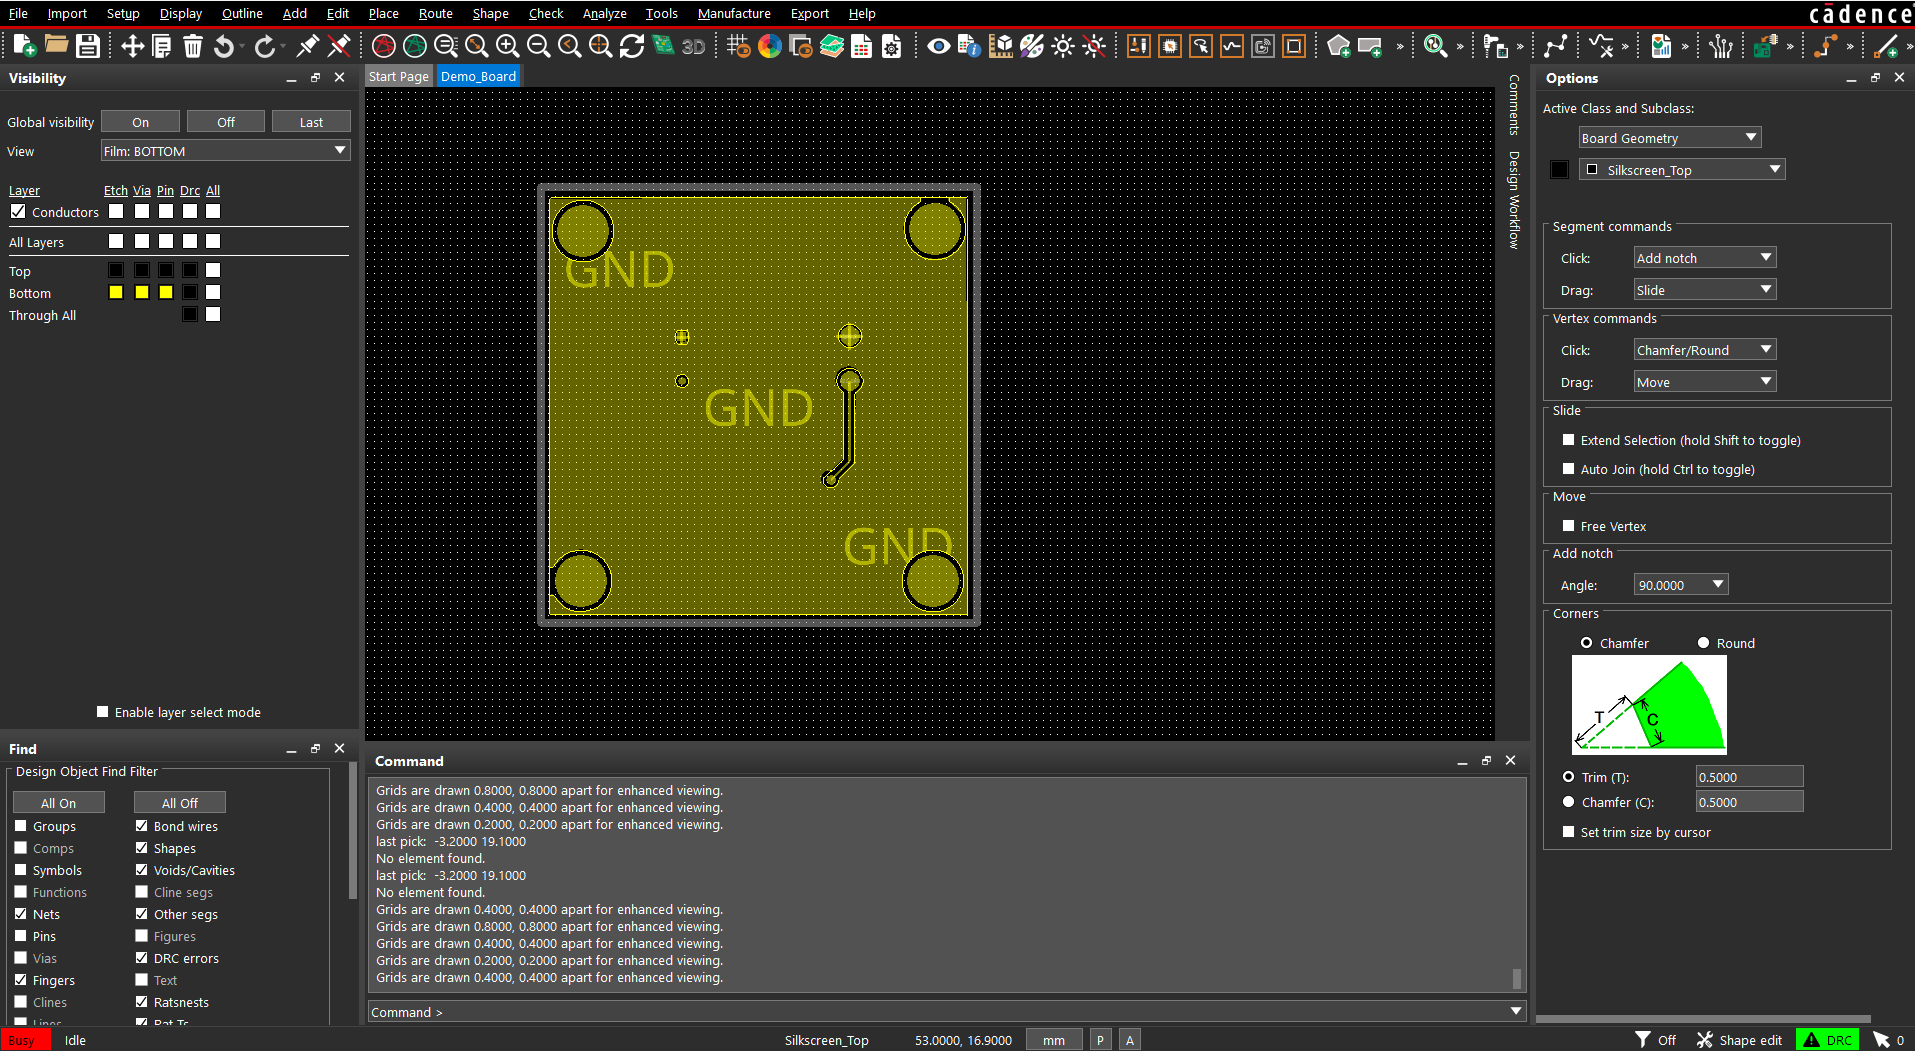 File Import Setup Display Outline Add Edit Place Route Shape Check Analyze Tools Manufacture Export Help
cādence
3D
Visibility
Start Page Demo_Board
Comments
Design Workflow
Options
Global visibility On Off Last
View Film: BOTTOM
Layer Etch Via Pin Drc All
Conductors
All Layers
Top
Bottom
Through All
Enable layer select mode
GND
GND
GND
Active Class and Subclass:
Board Geometry
Silkscreen_Top
Segment commands
Click: Add notch
Drag: Slide
Vertex commands
Click: Chamfer/Round
Drag: Move
Slide
Extend Selection (hold Shift to toggle)
Auto Join (hold Ctrl to toggle)
Move
Free Vertex
Add notch
Angle: 90.0000
Corners
Chamfer Round
T C
Trim (T): 0.5000
Chamfer (C): 0.5000
Set trim size by cursor
Find
Design Object Find Filter
All On All Off
Groups Bond wires
Comps Shapes
Symbols Voids/Cavities
Functions Cline segs
Nets Other segs
Pins Figures
Vias DRC errors
Fingers Text
Clines Ratsnests
Lines Rat Ts
Command
Grids are drawn 0.8000, 0.8000 apart for enhanced viewing.
Grids are drawn 0.4000, 0.4000 apart for enhanced viewing.
Grids are drawn 0.2000, 0.2000 apart for enhanced viewing.
last pick: -3.2000 19.1000
No element found.
last pick: -3.2000 19.1000
No element found.
Grids are drawn 0.4000, 0.4000 apart for enhanced viewing.
Grids are drawn 0.8000, 0.8000 apart for enhanced viewing.
Grids are drawn 0.4000, 0.4000 apart for enhanced viewing.
Grids are drawn 0.2000, 0.2000 apart for enhanced viewing.
Grids are drawn 0.4000, 0.4000 apart for enhanced viewing.
Command >
Busy Idle Silkscreen_Top 53.0000, 16.9000 mm P A Off Shape edit DRC 0